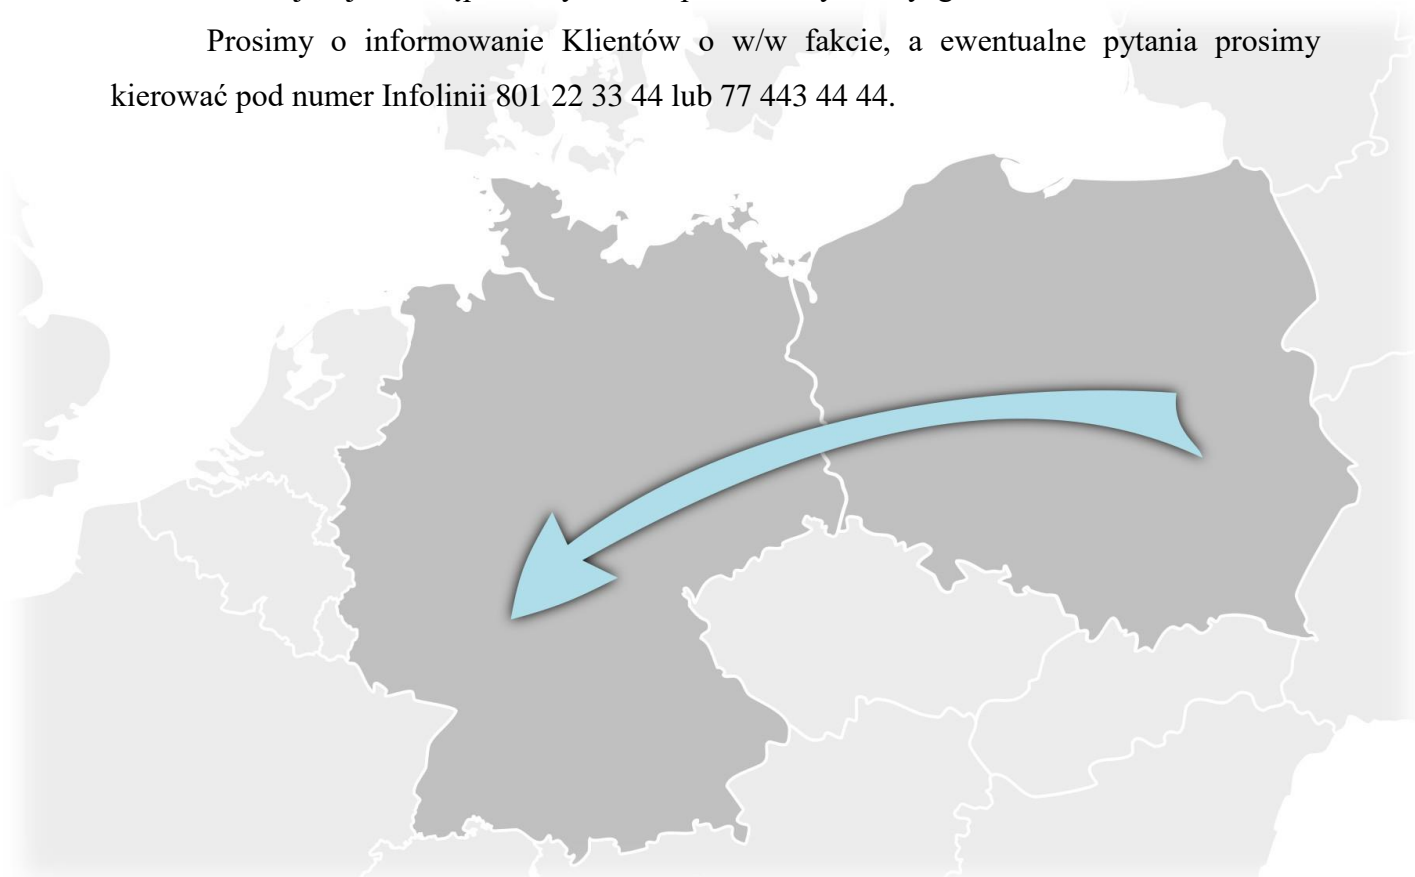 Prosimy o informowanie Klientów o w/w fakcie, a ewentualne pytania prosimy
kierować pod numer Infolinii 801 22 33 44 lub 77 443 44 44.